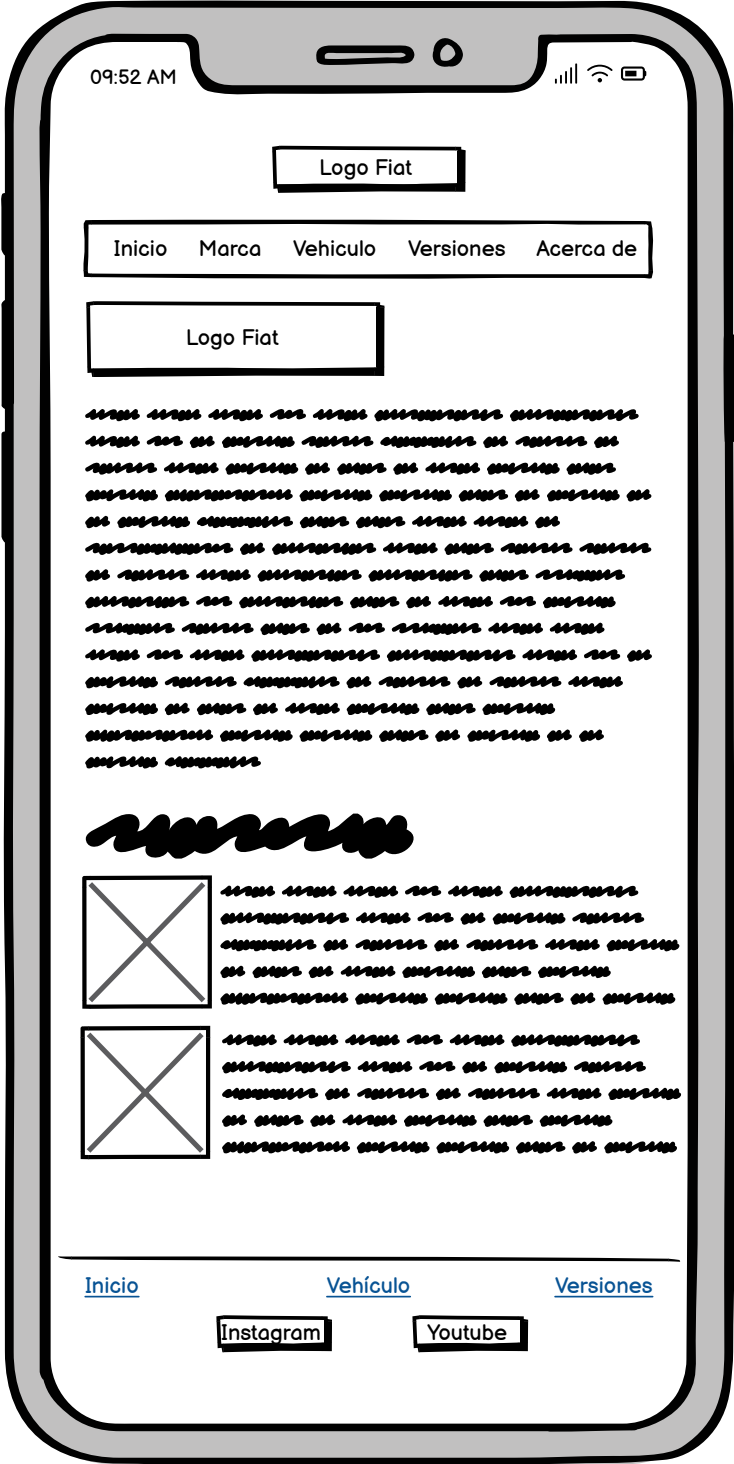 09:52 AM
Logo Fiat
Inicio Marca Vehiculo Versiones Acerca de
Logo Fiat
Inicio Vehículo Versiones
Instagram Youtube